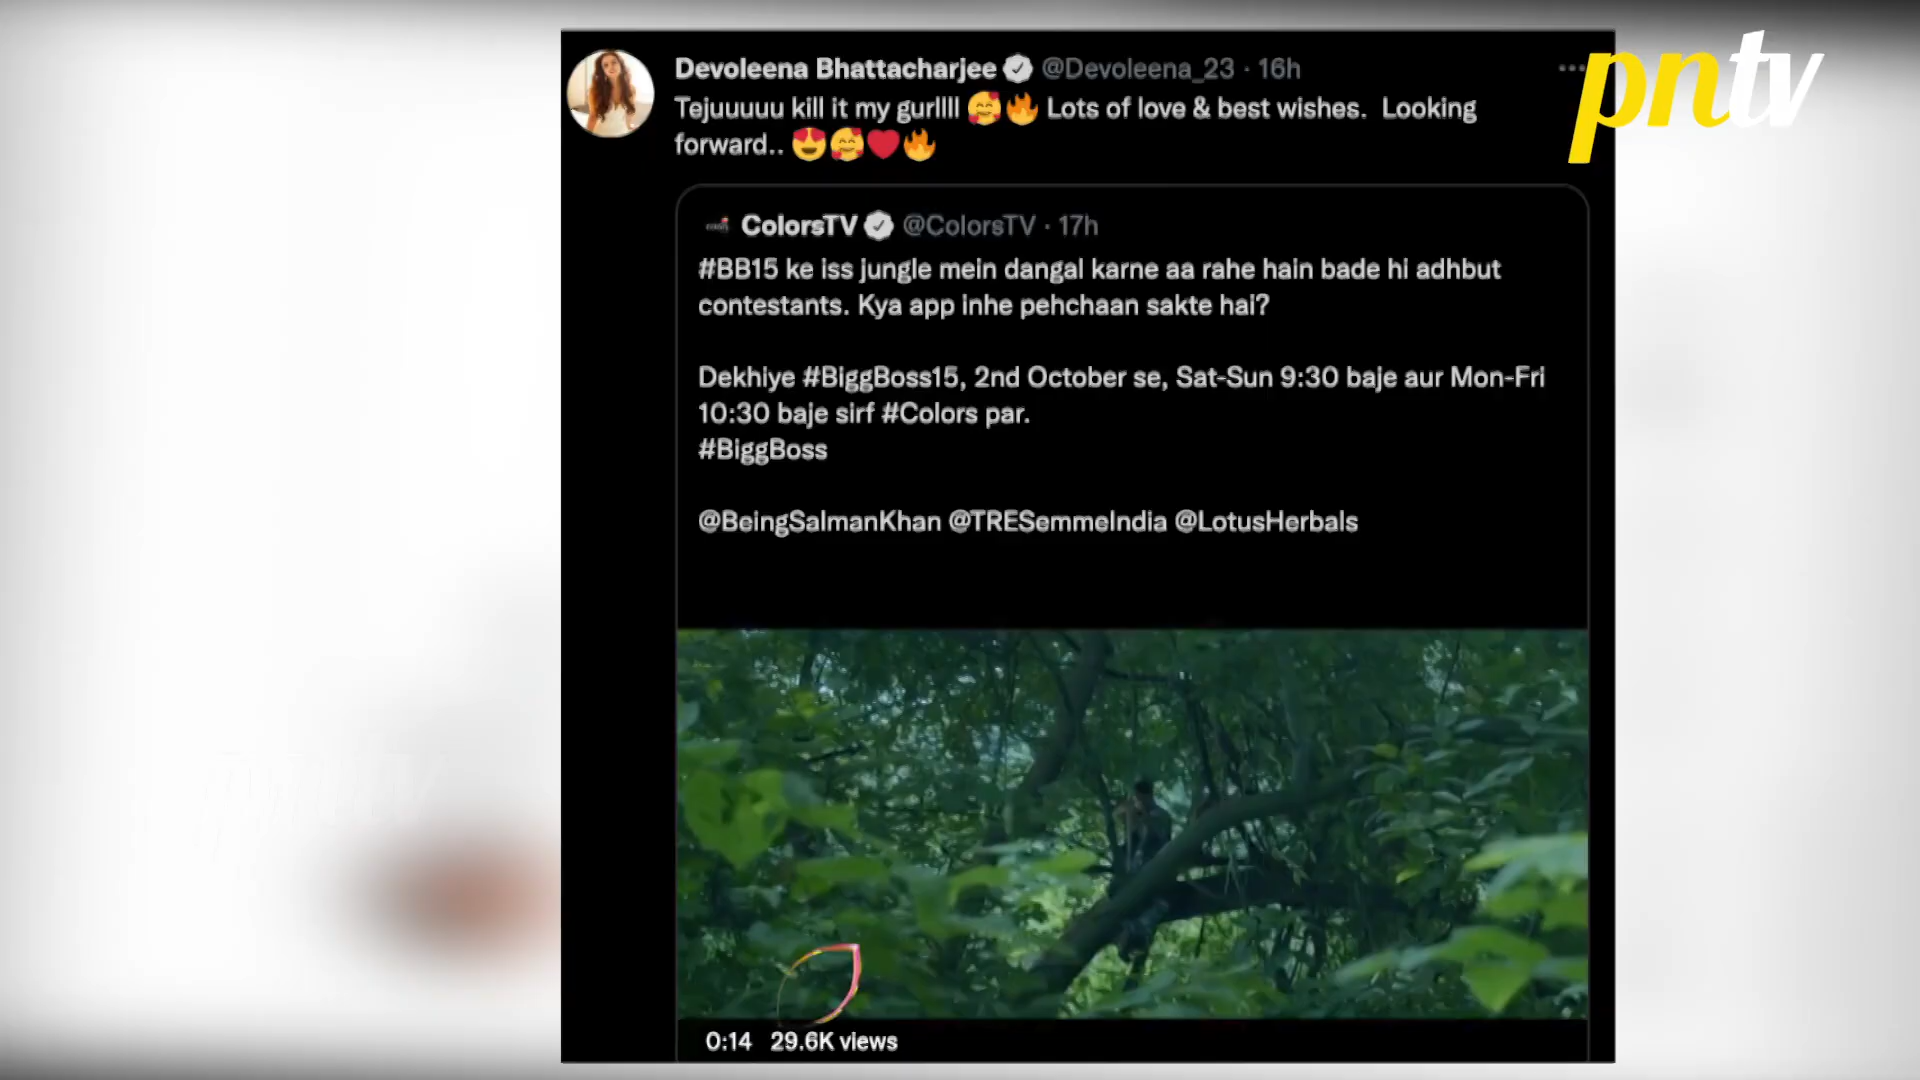 pntv
Devoleena Bhattacharjee @Devoleena_23 · 16h
Tejuuuuu kill it my gurllll 🥰🔥 Lots of love & best wishes. Looking
forward.. 😍🥰❤️🔥
ColorsTV @ColorsTV · 17h
#BB15 ke iss jungle mein dangal karne aa rahe hain bade hi adhbut
contestants. Kya app inhe pehchaan sakte hai?
Dekhiye #BiggBoss15, 2nd October se, Sat-Sun 9:30 baje aur Mon-Fri
10:30 baje sirf #Colors par.
#BiggBoss
@BeingSalmanKhan @TRESemmeIndia @LotusHerbals
0:14 29.6K views